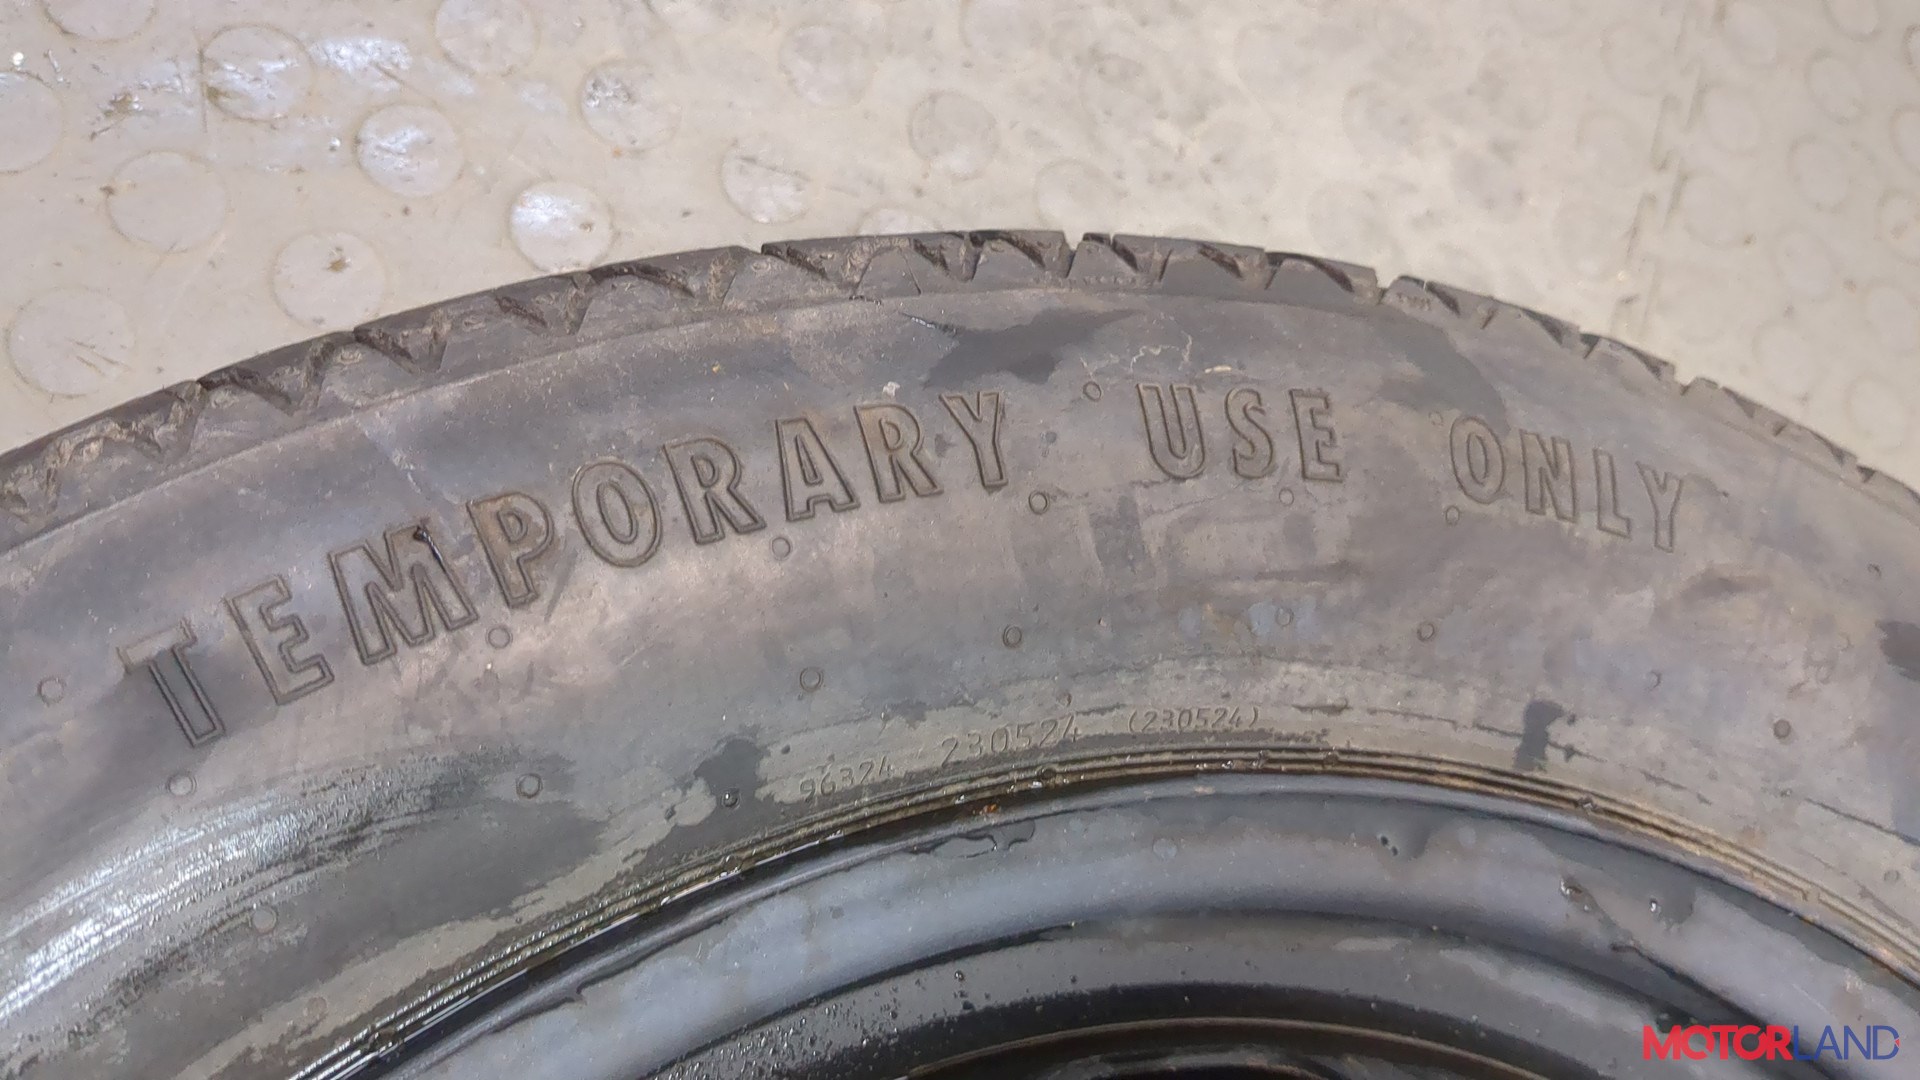 TEMPORARY USE ONLY
96324 230524 (230524)
MOTORLAND